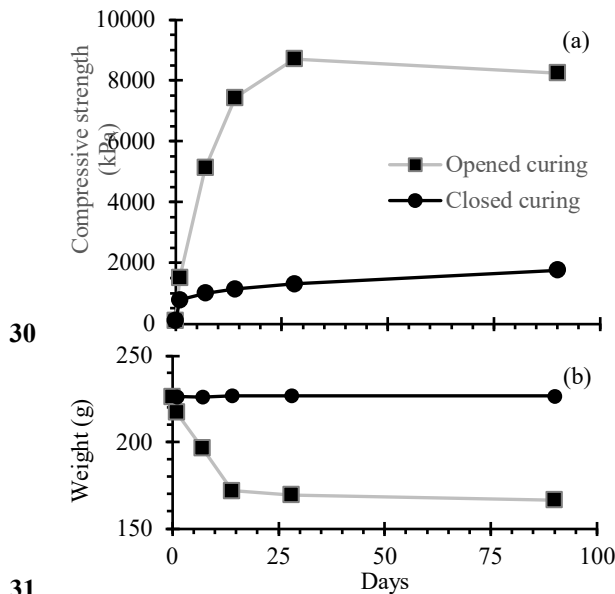 10000
(a)
8000
Compressive strength
(kPa)
6000
Opened curing
4000
Closed curing
2000
0
30
250
(b)
Weight (g)
200
150
0
25
50
75
100
Days
31